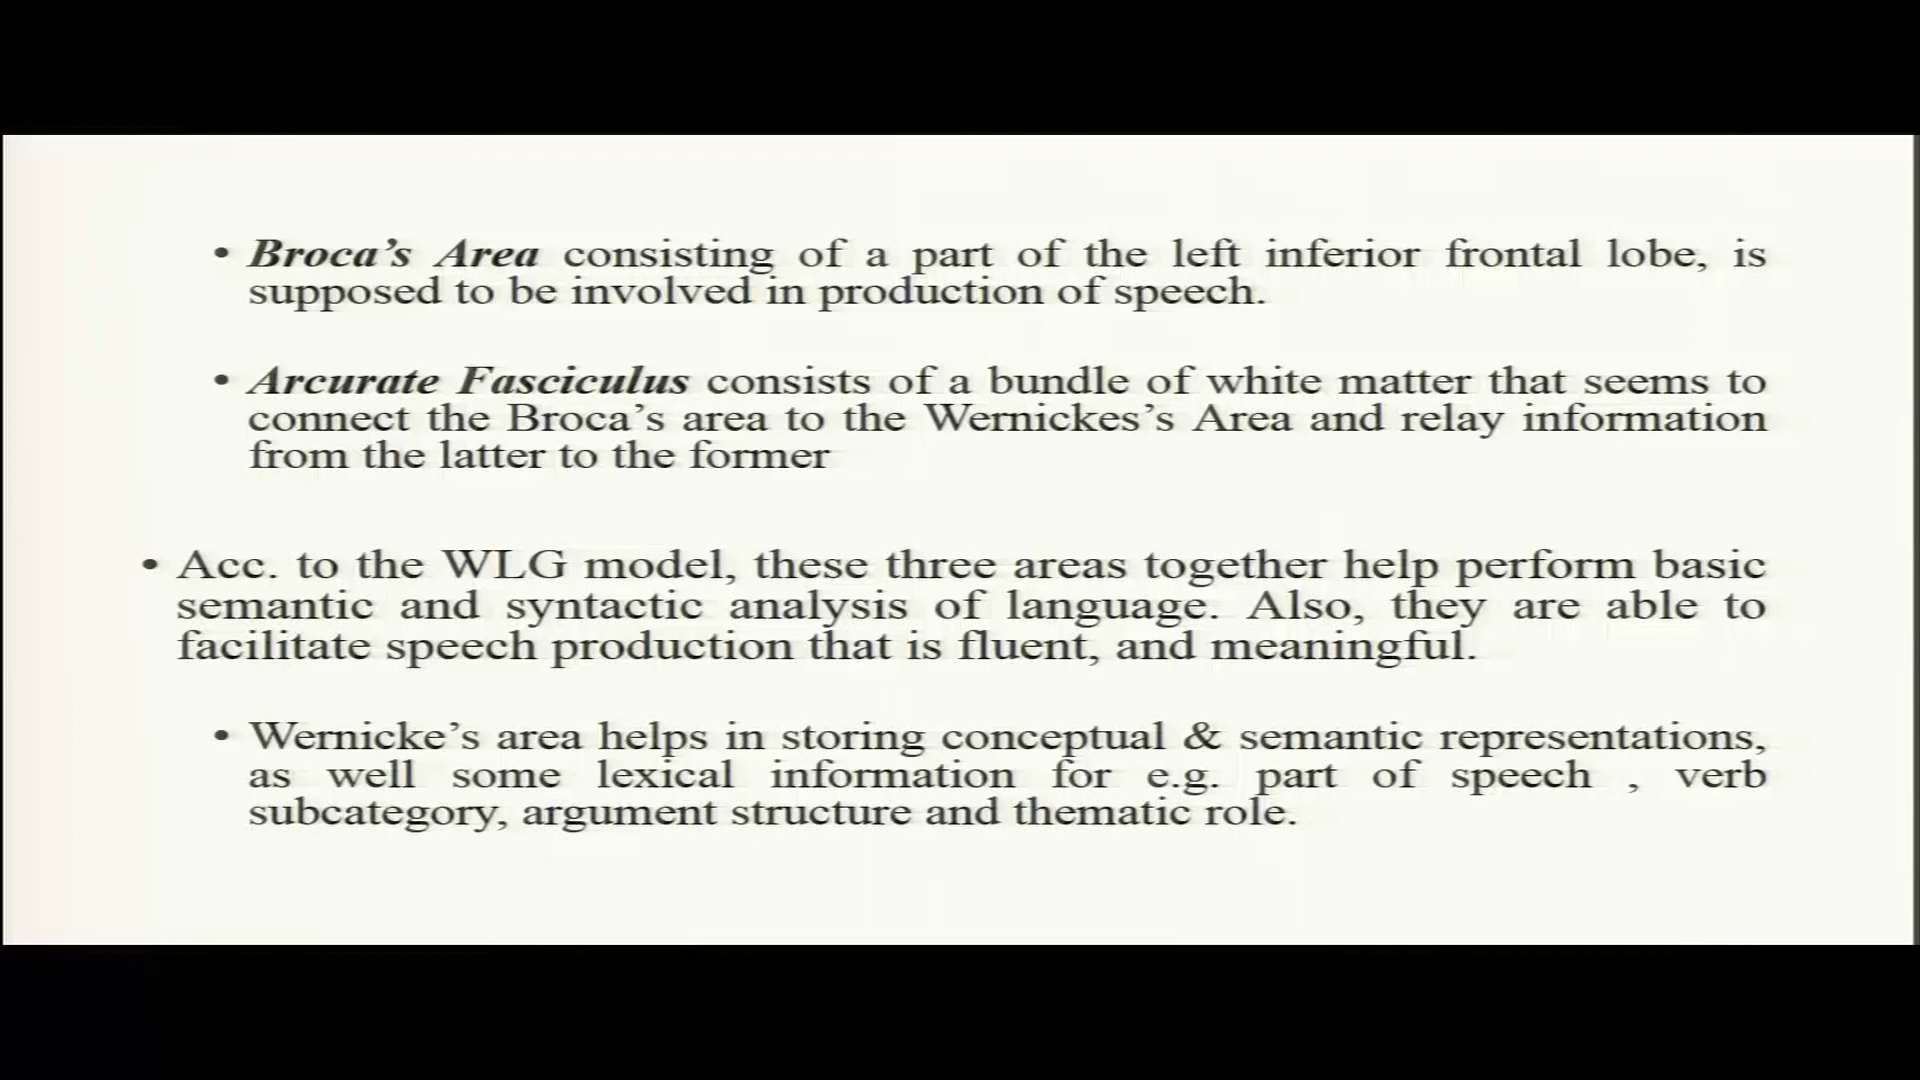 • Broca’s Area consisting of a part of the left inferior frontal lobe, is
supposed to be involved in production of speech.
• Arcurate Fasciculus consists of a bundle of white matter that seems to
connect the Broca’s area to the Wernickes’s Area and relay information
from the latter to the former
• Acc. to the WLG model, these three areas together help perform basic
semantic and syntactic analysis of language. Also, they are able to
facilitate speech production that is fluent, and meaningful.
• Wernicke’s area helps in storing conceptual & semantic representations,
as well some lexical information for e.g. part of speech , verb
subcategory, argument structure and thematic role.